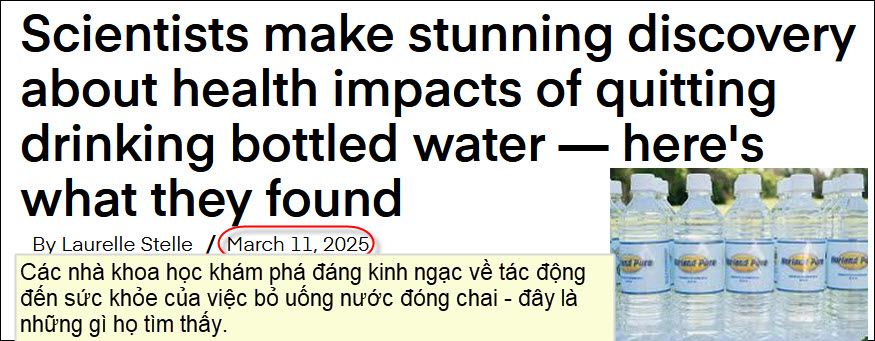 Scientists make stunning discovery
about health impacts of quitting
drinking bottled water — here's
what they found
By Laurelle Stelle / March 11, 2025
Các nhà khoa học khám phá đáng kinh ngạc về tác động
đến sức khỏe của việc bỏ uống nước đóng chai - đây là
những gì họ tìm thấy.